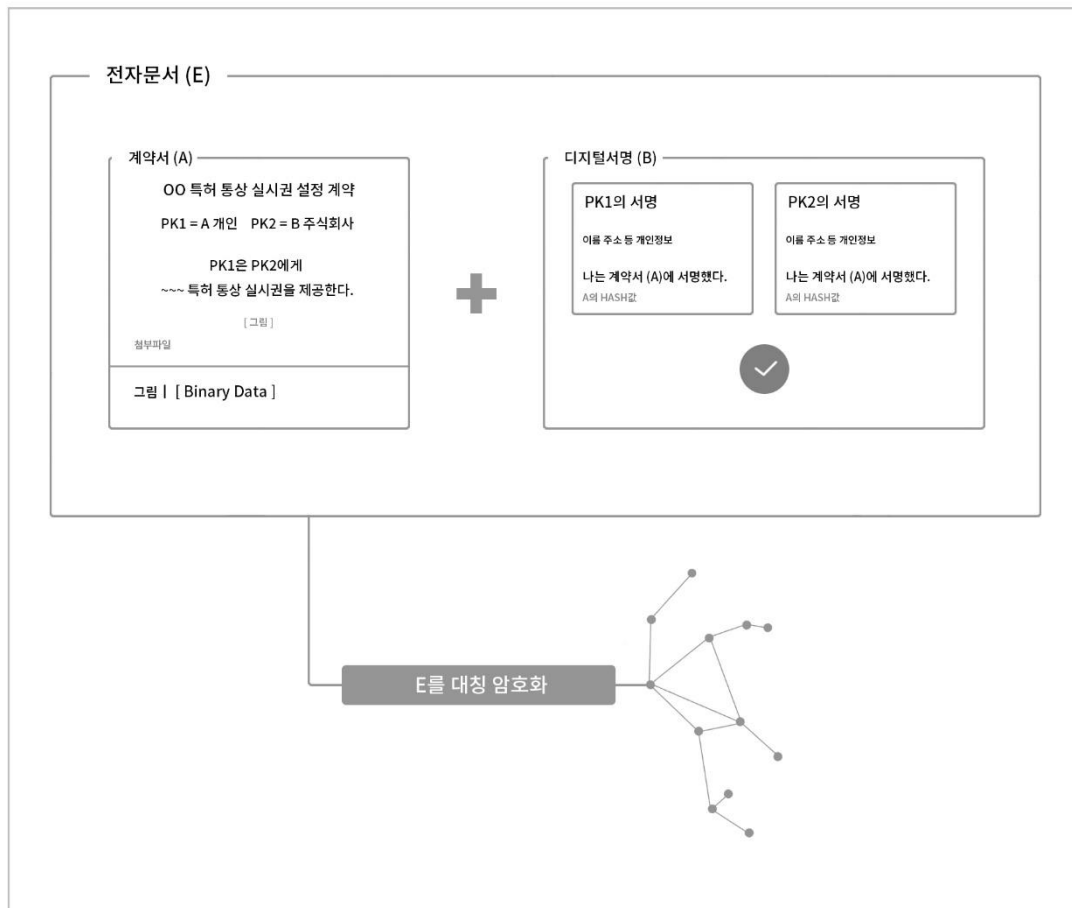 전자문서 (E)
계약서 (A)
OO 특허 통상 실시권 설정 계약
PK1 = A 개인 PK2 = B 주식회사
PK1은 PK2에게
~~~ 특허 통상 실시권을 제공한다.
[ 그림 ]
첨부파일
그림ㅣ [ Binary Data ]
디지털서명 (B)
PK1의 서명
이름 주소 등 개인정보
나는 계약서 (A)에 서명했다.
A의 HASH값
PK2의 서명
이름 주소 등 개인정보
나는 계약서 (A)에 서명했다.
A의 HASH값
E를 대칭 암호화